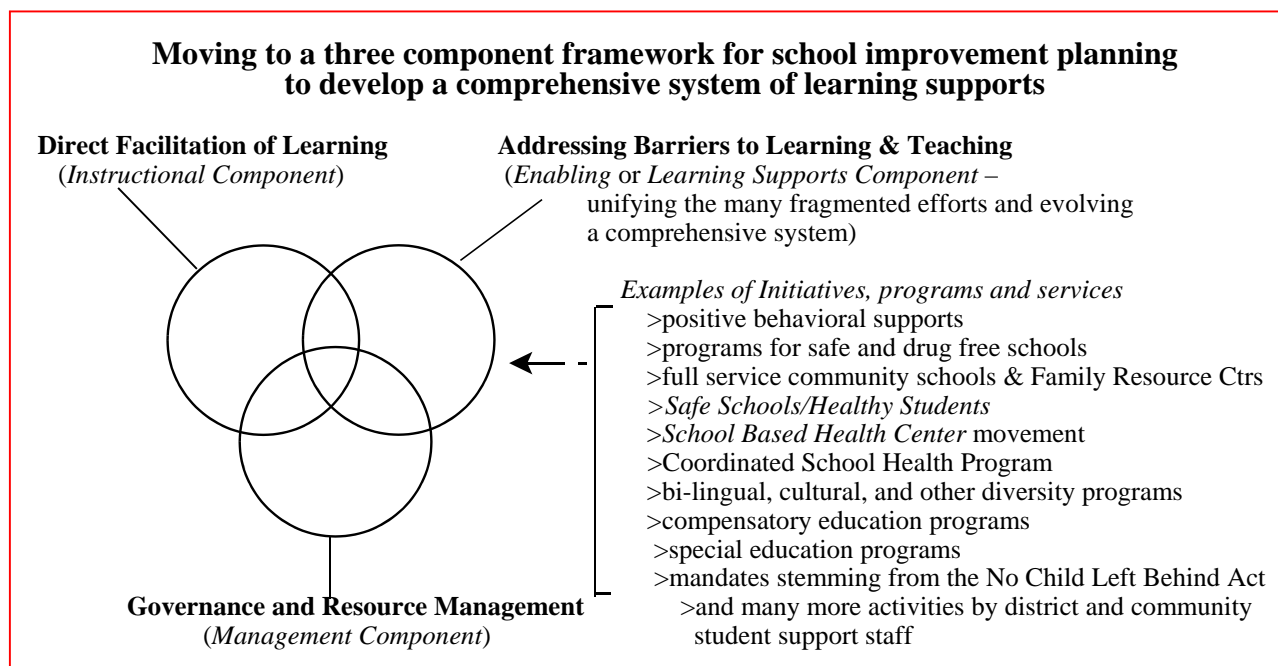 Moving to a three component framework for school improvement planning
to develop a comprehensive system of learning supports
Direct Facilitation of Learning
(Instructional Component)
Addressing Barriers to Learning & Teaching
(Enabling or Learning Supports Component –
unifying the many fragmented efforts and evolving
a comprehensive system)
Examples of Initiatives, programs and services
>positive behavioral supports
>programs for safe and drug free schools
>full service community schools & Family Resource Ctrs
>Safe Schools/Healthy Students
>School Based Health Center movement
>Coordinated School Health Program
>bi-lingual, cultural, and other diversity programs
>compensatory education programs
>special education programs
>mandates stemming from the No Child Left Behind Act
>and many more activities by district and community
student support staff
Governance and Resource Management
(Management Component)